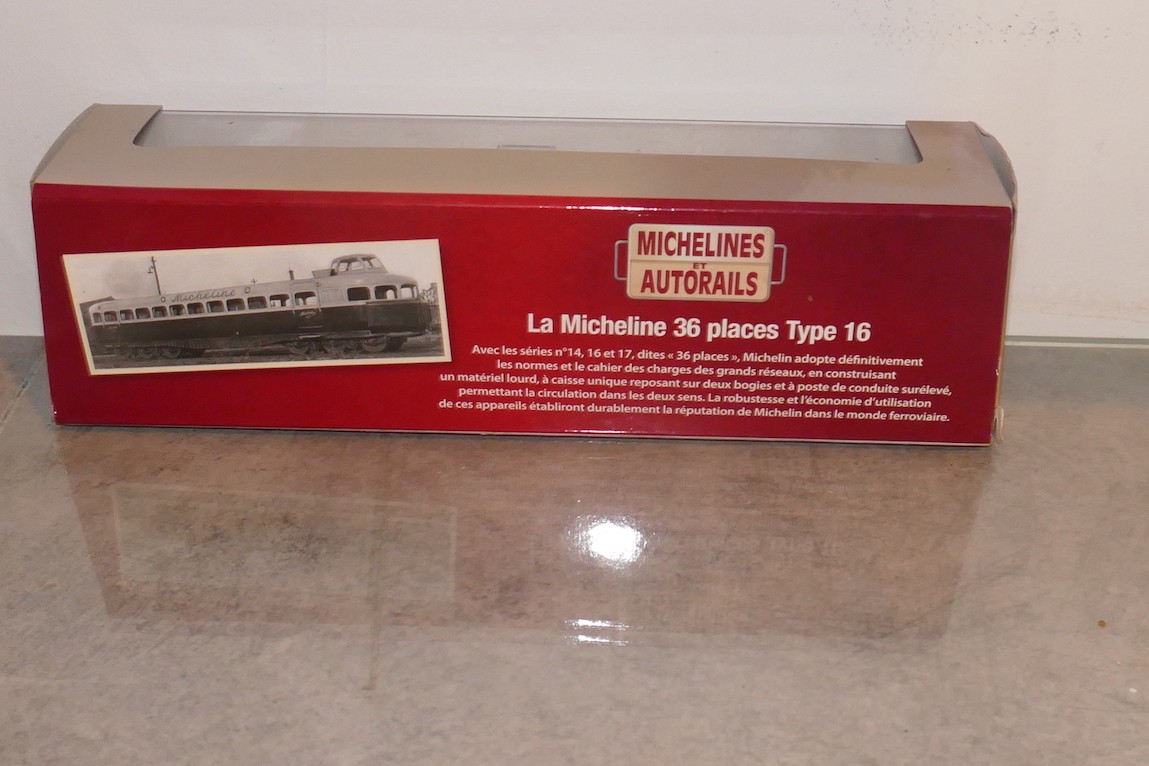 MICHELINES
ET
AUTORAILS
La Micheline 36 places Type 16
Avec les séries n°14, 16 et 17, dites « 36 places », Michelin adopte définitivement
les normes et le cahier des charges des grands réseaux, en construisant
un matériel lourd, à caisse unique reposant sur deux bogies et à poste de conduite surélevé,
permettant la circulation dans les deux sens. La robustesse et l'économie d'utilisation
de ces appareils établiront durablement la réputation de Michelin dans le monde ferroviaire.
Micheline